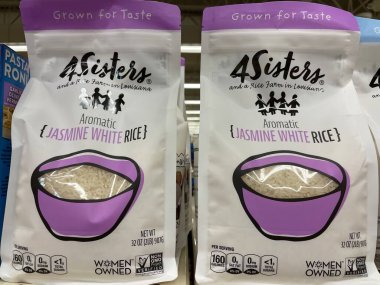 Grown for Taste
4Sisters
and a Rice Farm in Louisiana
Aromatic
{JASMINE WHITE RICE}
NET WT
32 OZ (2LB) 907g
WOMEN
OWNED
PASTA
RONI
Grown for Taste
4Sisters
and a Rice Farm in Louisiana
Aromatic
{JASMINE WHITE RICE}
NET WT
32 OZ (2LB) 907g
PER SERVING
160
WOMEN
OWNED